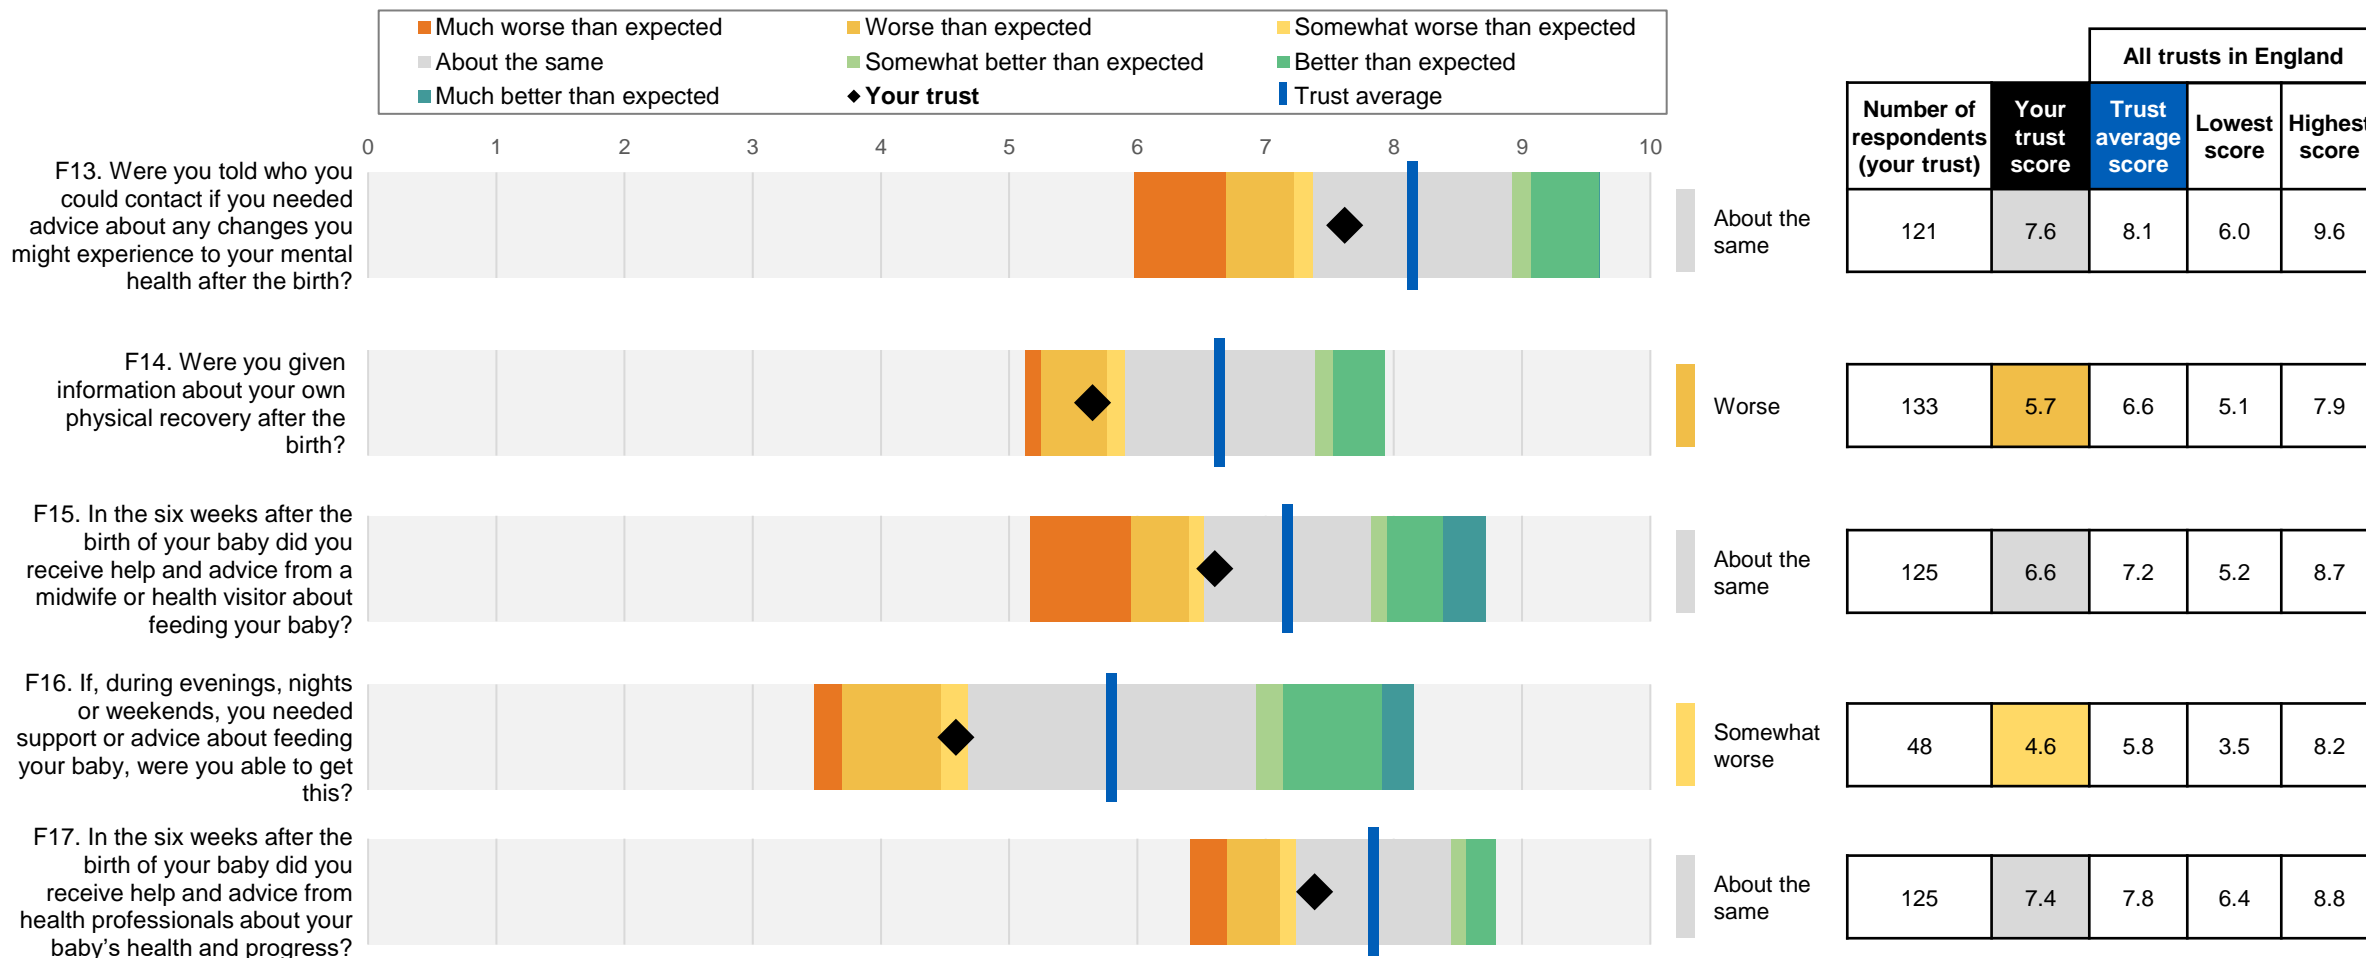 Much worse than expected
Worse than expected
Somewhat worse than expected
About the same
Somewhat better than expected
Better than expected
Much better than expected
Your trust
Trust average
All trusts in England
Number of respondents (your trust)
Your trust score
Trust average score
Lowest score
Highest score
0 1 2 3 4 5 6 7 8 9 10
F13. Were you told who you
could contact if you needed
advice about any changes you
might experience to your mental
health after the birth?
About the
same
121 7.6 8.1 6.0 9.6
F14. Were you given
information about your own
physical recovery after the
birth?
Worse
133 5.7 6.6 5.1 7.9
F15. In the six weeks after the
birth of your baby did you
receive help and advice from a
midwife or health visitor about
feeding your baby?
About the
same
125 6.6 7.2 5.2 8.7
F16. If, during evenings, nights
or weekends, you needed
support or advice about feeding
your baby, were you able to get
this?
Somewhat
worse
48 4.6 5.8 3.5 8.2
F17. In the six weeks after the
birth of your baby did you
receive help and advice from
health professionals about your
baby’s health and progress?
About the
same
125 7.4 7.8 6.4 8.8